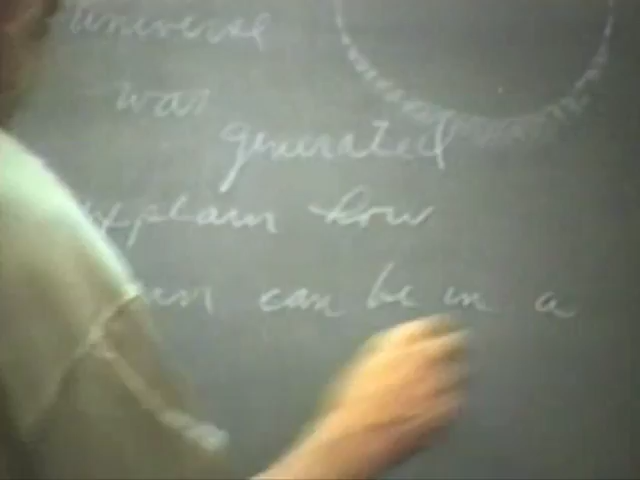 universe
was
generated
explain how
can be in a